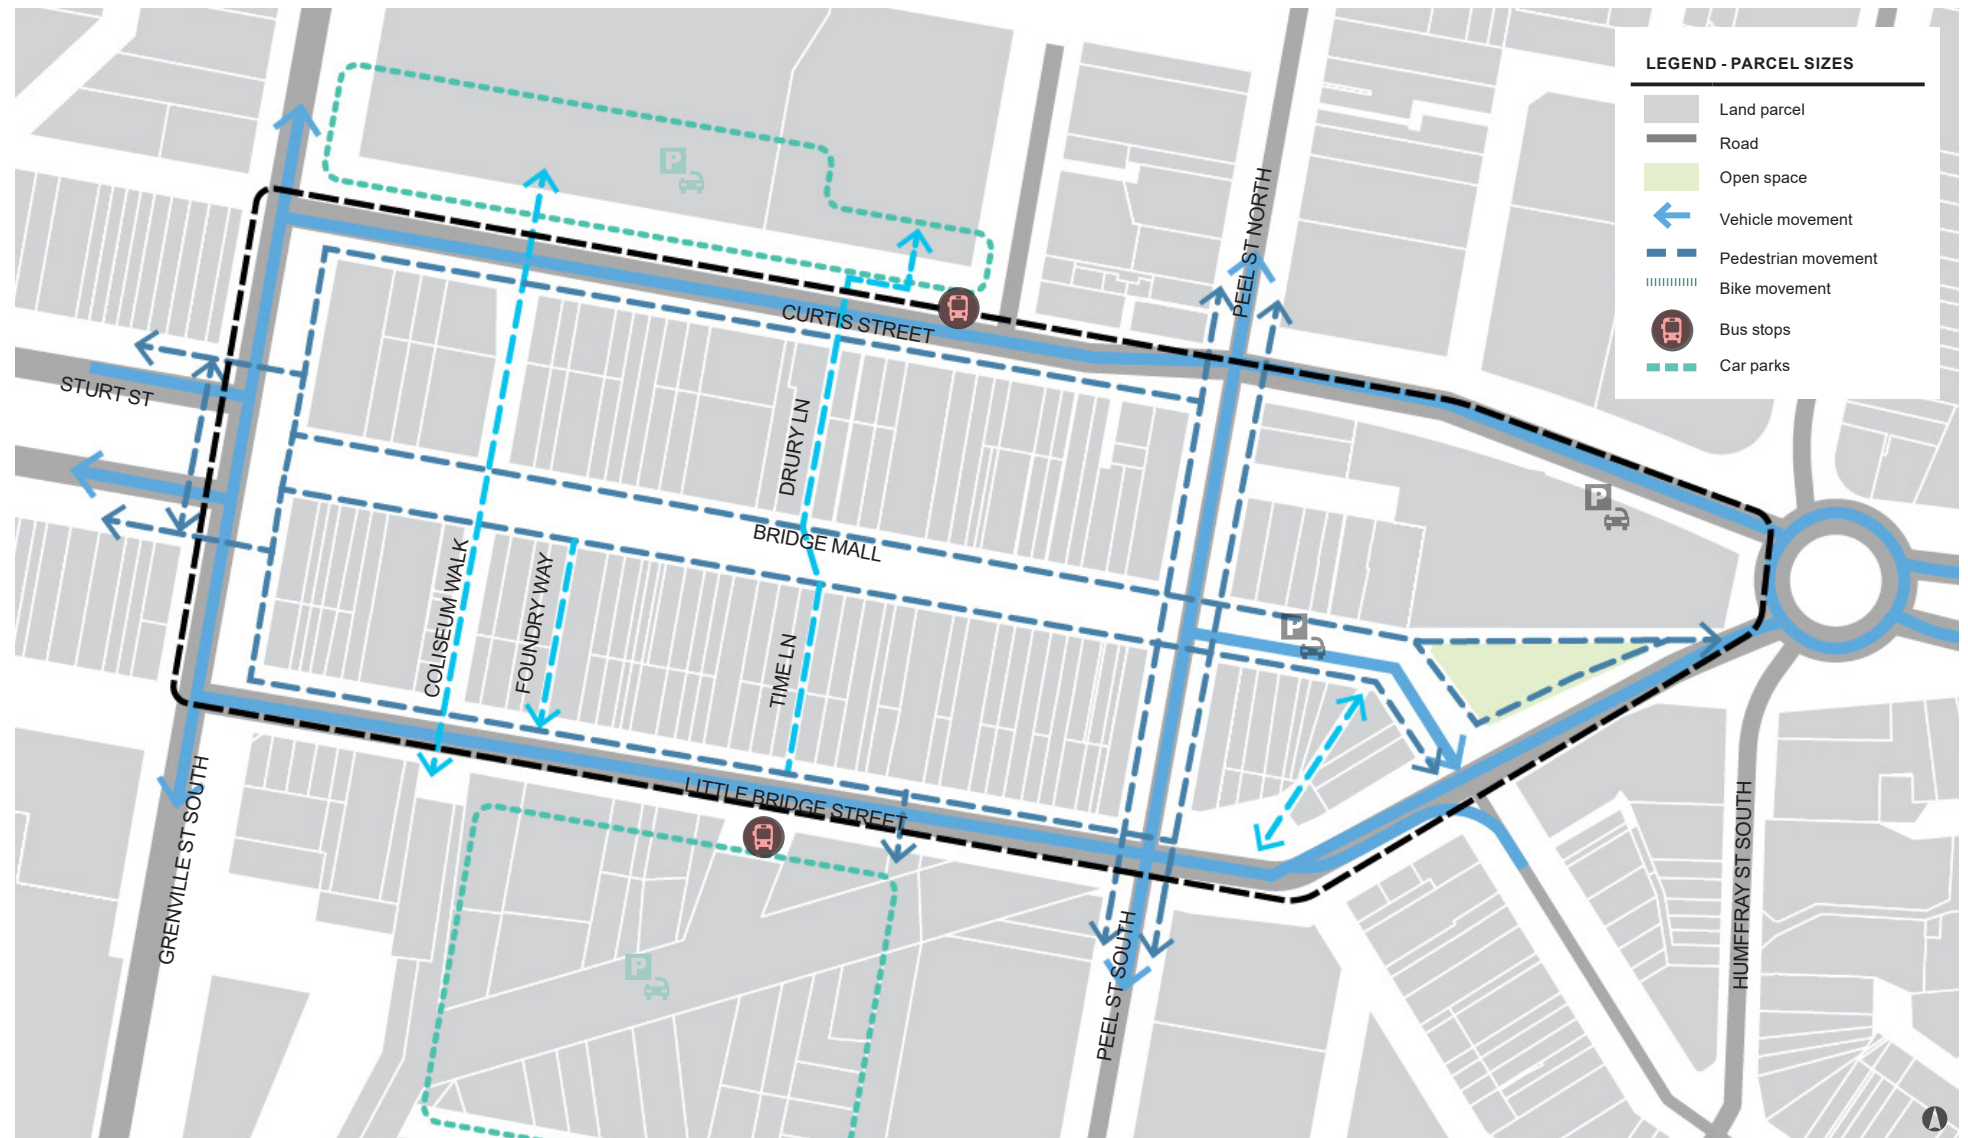 LEGEND - PARCEL SIZES
Land parcel
Road
Open space
Vehicle movement
Pedestrian movement
Bike movement
Bus stops
Car parks
P
PEEL ST NORTH
CURTIS STREET
STURT ST
DRURY LN
P
BRIDGE MALL
COLISEUM WALK
FOUNDRY WAY
TIME LN
P
LITTLE BRIDGE STREET
GRENVILLE ST SOUTH
HUMFFRAY ST SOUTH
P
PEEL ST SOUTH